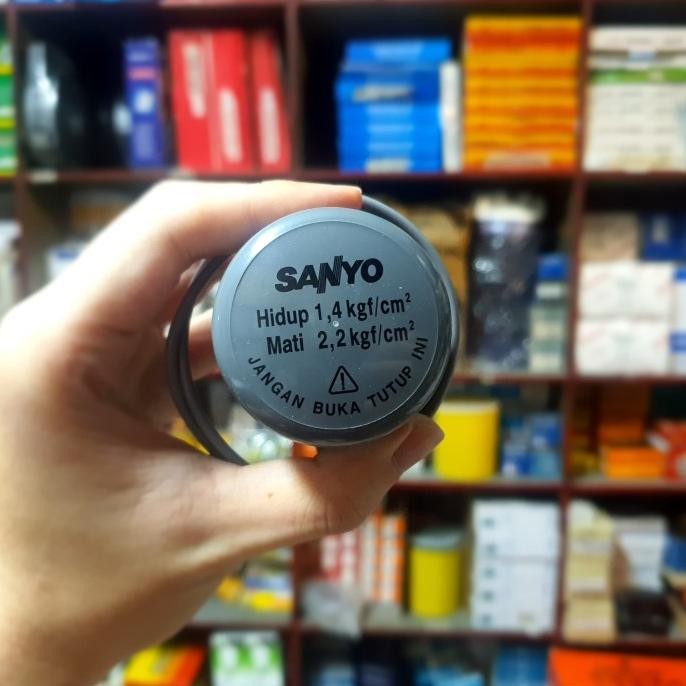 SANYO
Hidup 1,4 kgf/cm²
Mati 2,2 kgf/cm²
JANGAN BUKA TUTUP INI